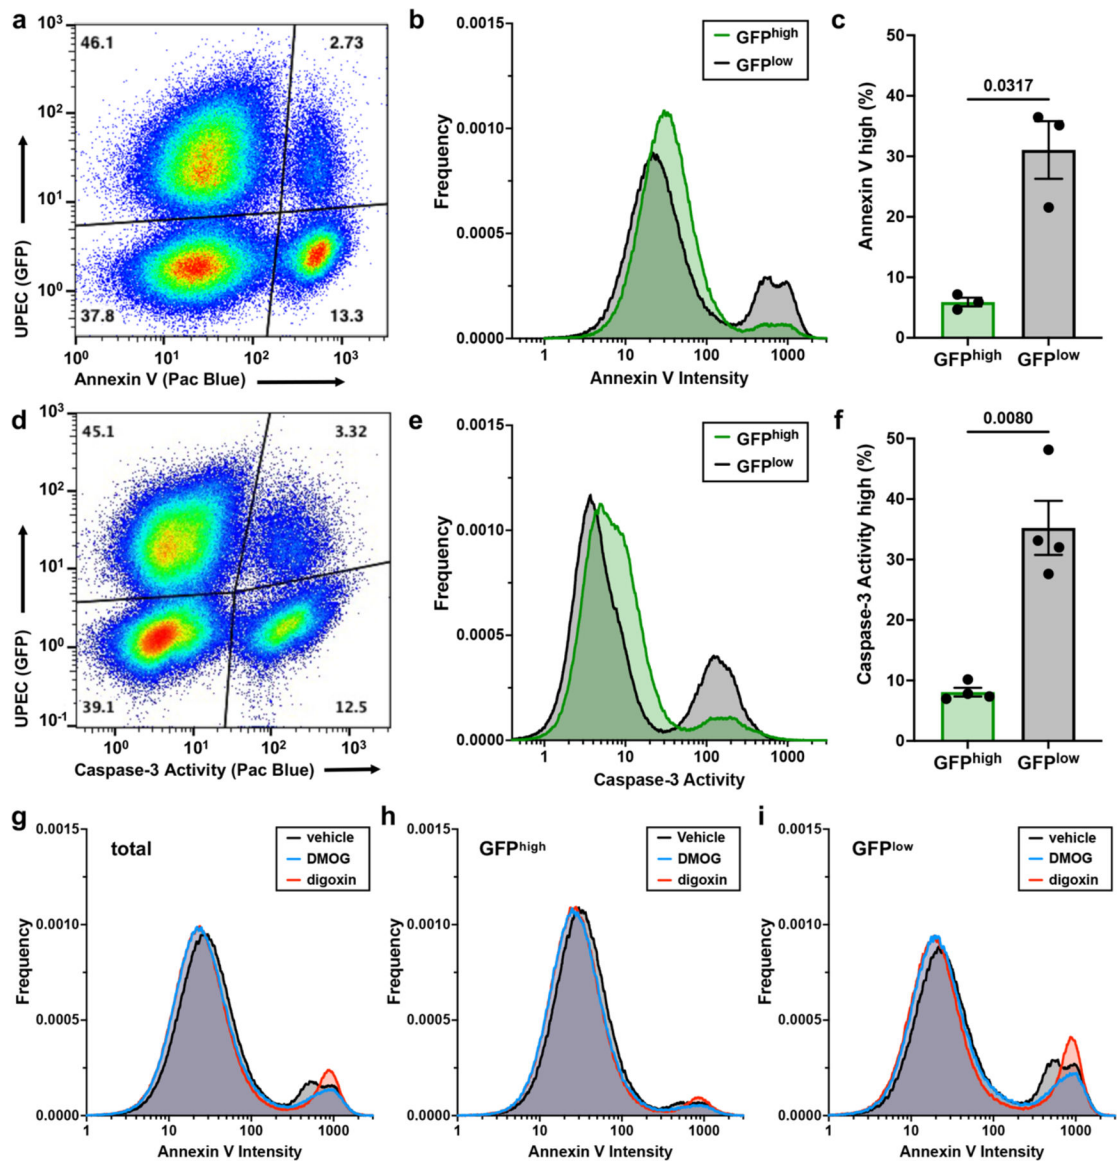 a
10³
10²
10¹
10⁰
46.1
2.73
37.8
13.3
UPEC (GFP)
10⁰ 10¹ 10² 10³
Annexin V (Pac Blue)
b
0.0015
0.0010
0.0005
0.0000
Frequency
GFPhigh
GFPlow
1 10 100 1000
Annexin V Intensity
c
50
40
30
20
10
0
Annexin V high (%)
0.0317
GFPhigh GFPlow
d
10³
10²
10¹
10⁰
10⁻¹
45.1
3.32
39.1
12.5
UPEC (GFP)
10⁰ 10¹ 10² 10³
Caspase-3 Activity (Pac Blue)
e
0.0015
0.0010
0.0005
0.0000
Frequency
GFPhigh
GFPlow
1 10 100 1000
Caspase-3 Activity
f
50
40
30
20
10
0
Caspase-3 Activity high (%)
0.0080
GFPhigh GFPlow
g
0.0015
0.0010
0.0005
0.0000
Frequency
total
vehicle
DMOG
digoxin
1 10 100 1000
Annexin V Intensity
h
0.0015
0.0010
0.0005
0.0000
Frequency
GFPhigh
Vehicle
DMOG
digoxin
1 10 100 1000
Annexin V Intensity
i
0.0015
0.0010
0.0005
0.0000
Frequency
GFPlow
vehicle
DMOG
digoxin
1 10 100 1000
Annexin V Intensity